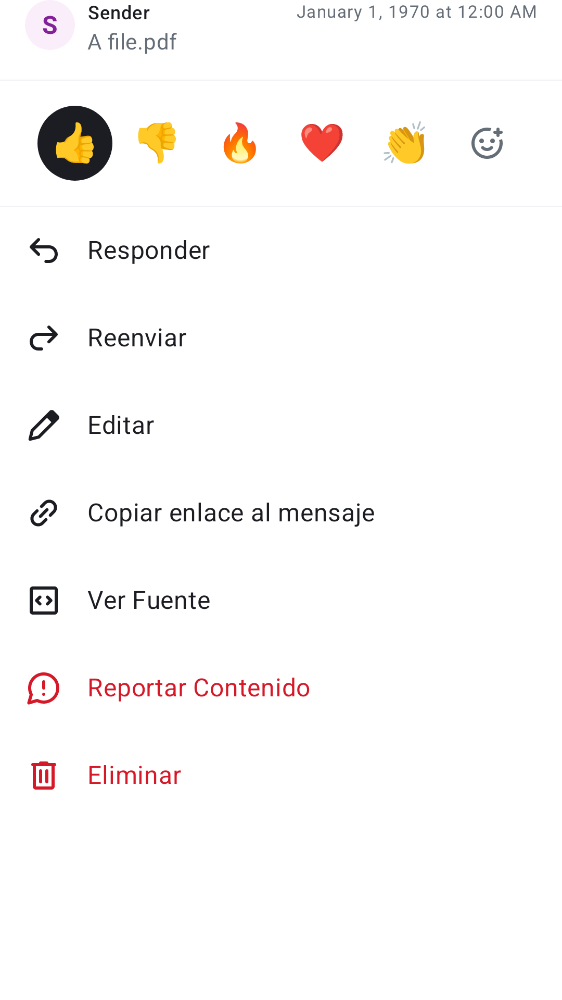 S
Sender
January 1, 1970 at 12:00 AM
A file.pdf
Responder
Reenviar
Editar
Copiar enlace al mensaje
Ver Fuente
Reportar Contenido
Eliminar